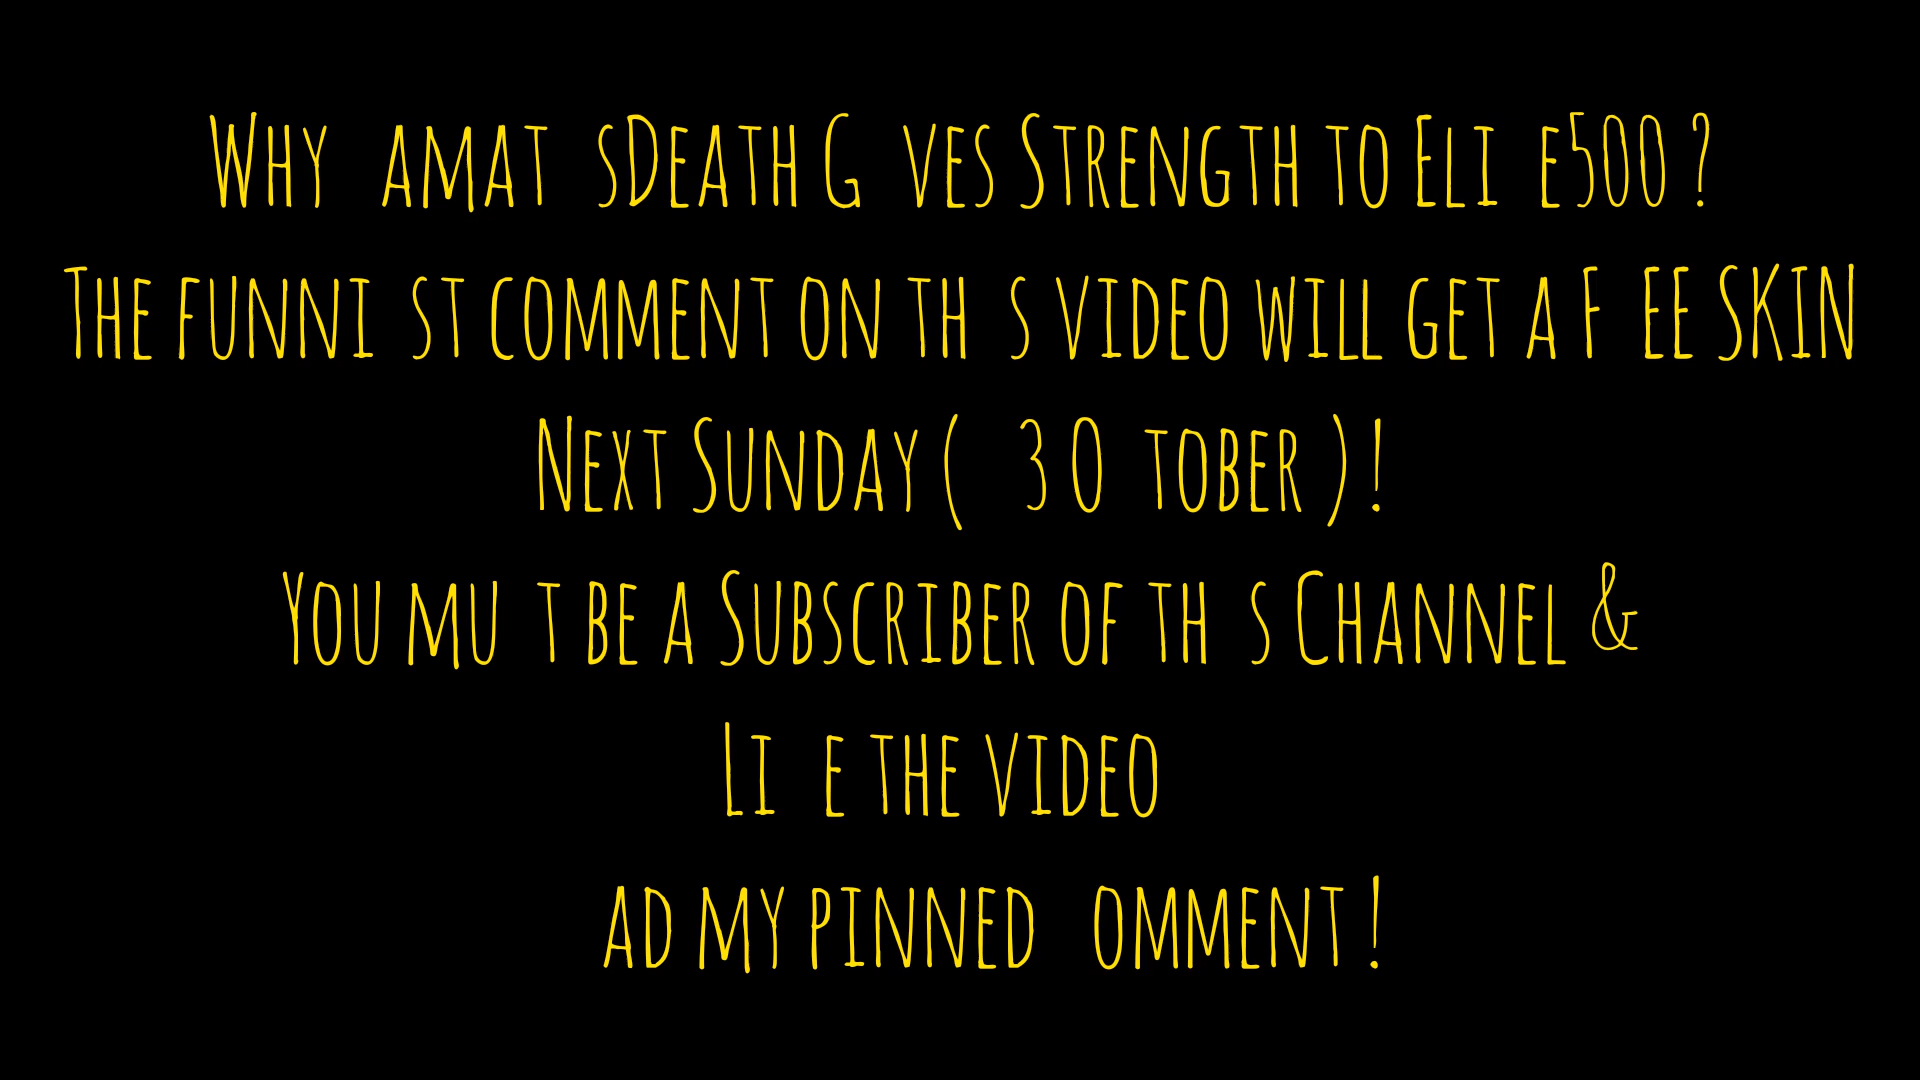 Why amat sDeath G ves Strength to Eli e500 ?
The funni st comment on th s video will get a F ee SKIN
Next Sunday ( 3 O tober ) !
You mu t be a Subscriber of th s Channel &
Li e the video
ad my pinned omment !